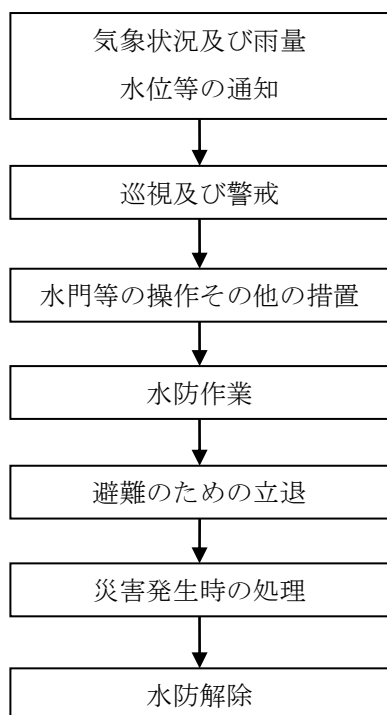 気象状況及び雨量
水位等の通知
巡視及び警戒
水門等の操作その他の措置
水防作業
避難のための立退
災害発生時の処理
水防解除